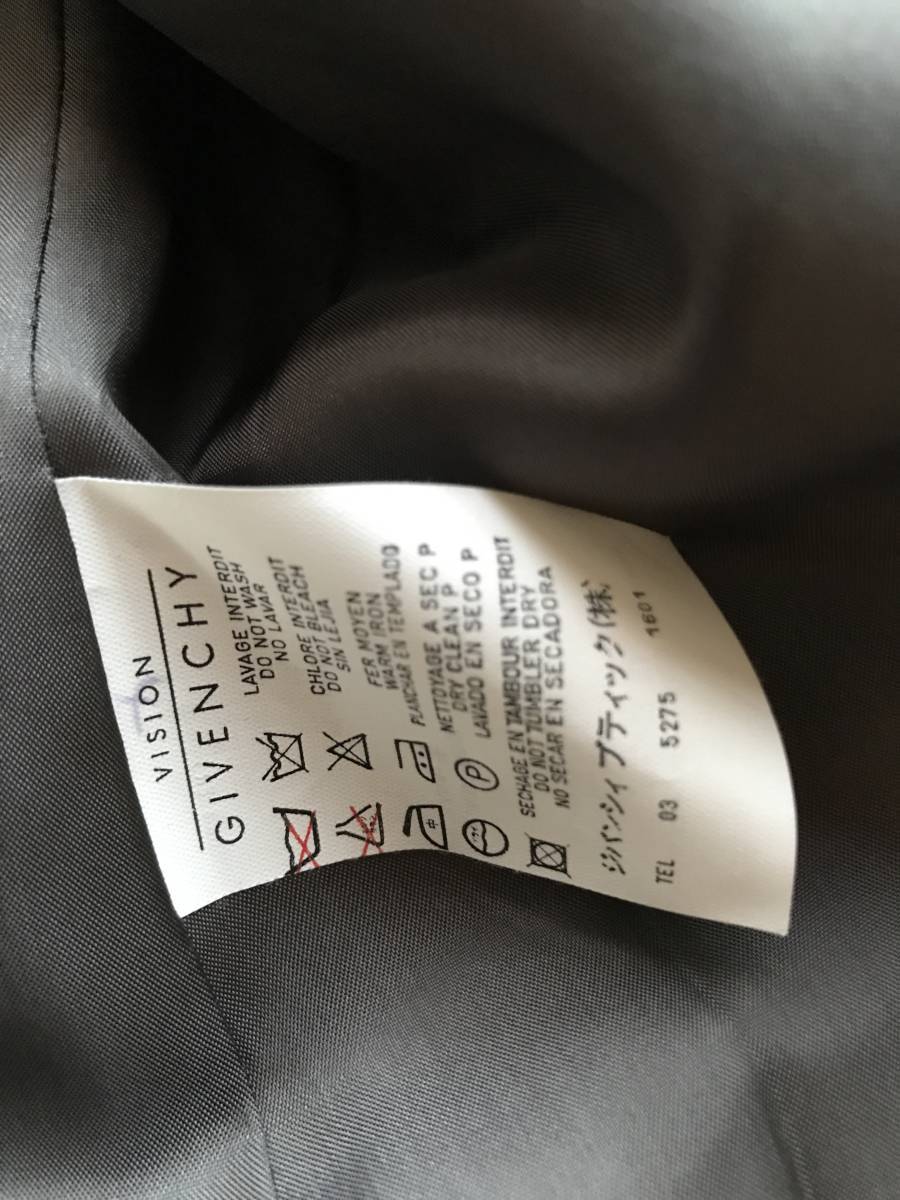 VISION
GIVENCHY
LAVAGE INTERDIT
DO NOT WASH
NO LAVAR
CHLORE INTERDIT
DO NOT BLEACH
SIN LEJIA
中
FER MOYEN
WARM IRON
PLANCHAR EN TEMPLADO
P
NETTOYAGE A SEC P
DRY CLEAN P
LAVADO EN SECO P
SECHAGE EN TAMBOUR INTERDIT
DO NOT TUMBLER DRY
NO SECAR EN SECADORA
ジバンシィ ブティック(株)
TEL 03 5275 1601